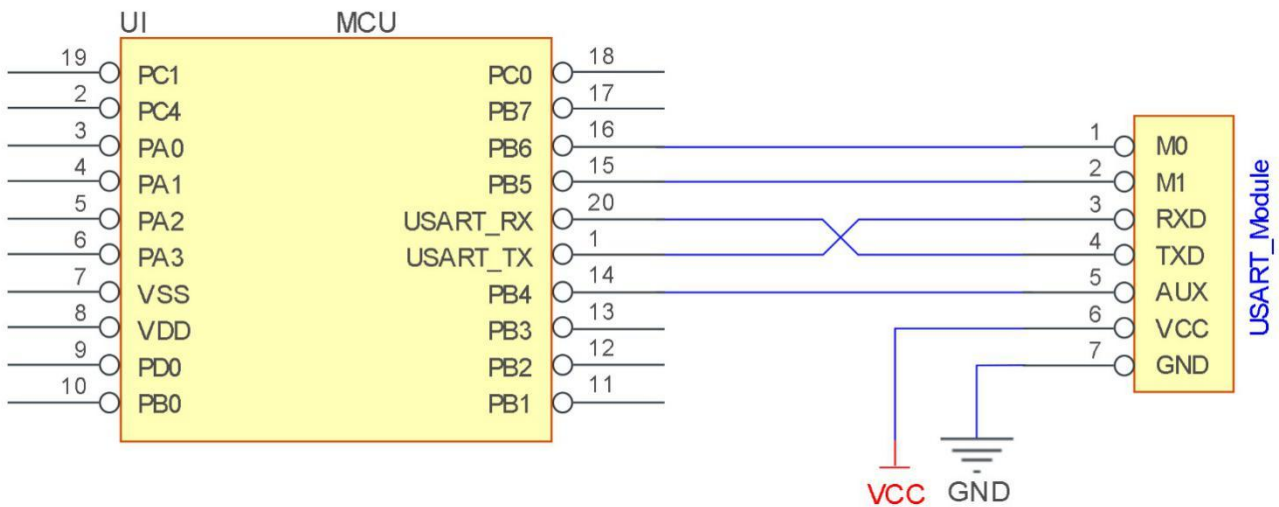 UI MCU
19 PC1 PC0 18
2 PC4 PB7 17
3 PA0 PB6 16 1 M0
4 PA1 PB5 15 2 M1
5 PA2 USART_RX 20 3 RXD
6 PA3 USART_TX 1 4 TXD
7 VSS PB4 14 5 AUX
8 VDD PB3 13 6 VCC
9 PD0 PB2 12 7 GND
10 PB0 PB1 11
USART_Module
VCC GND